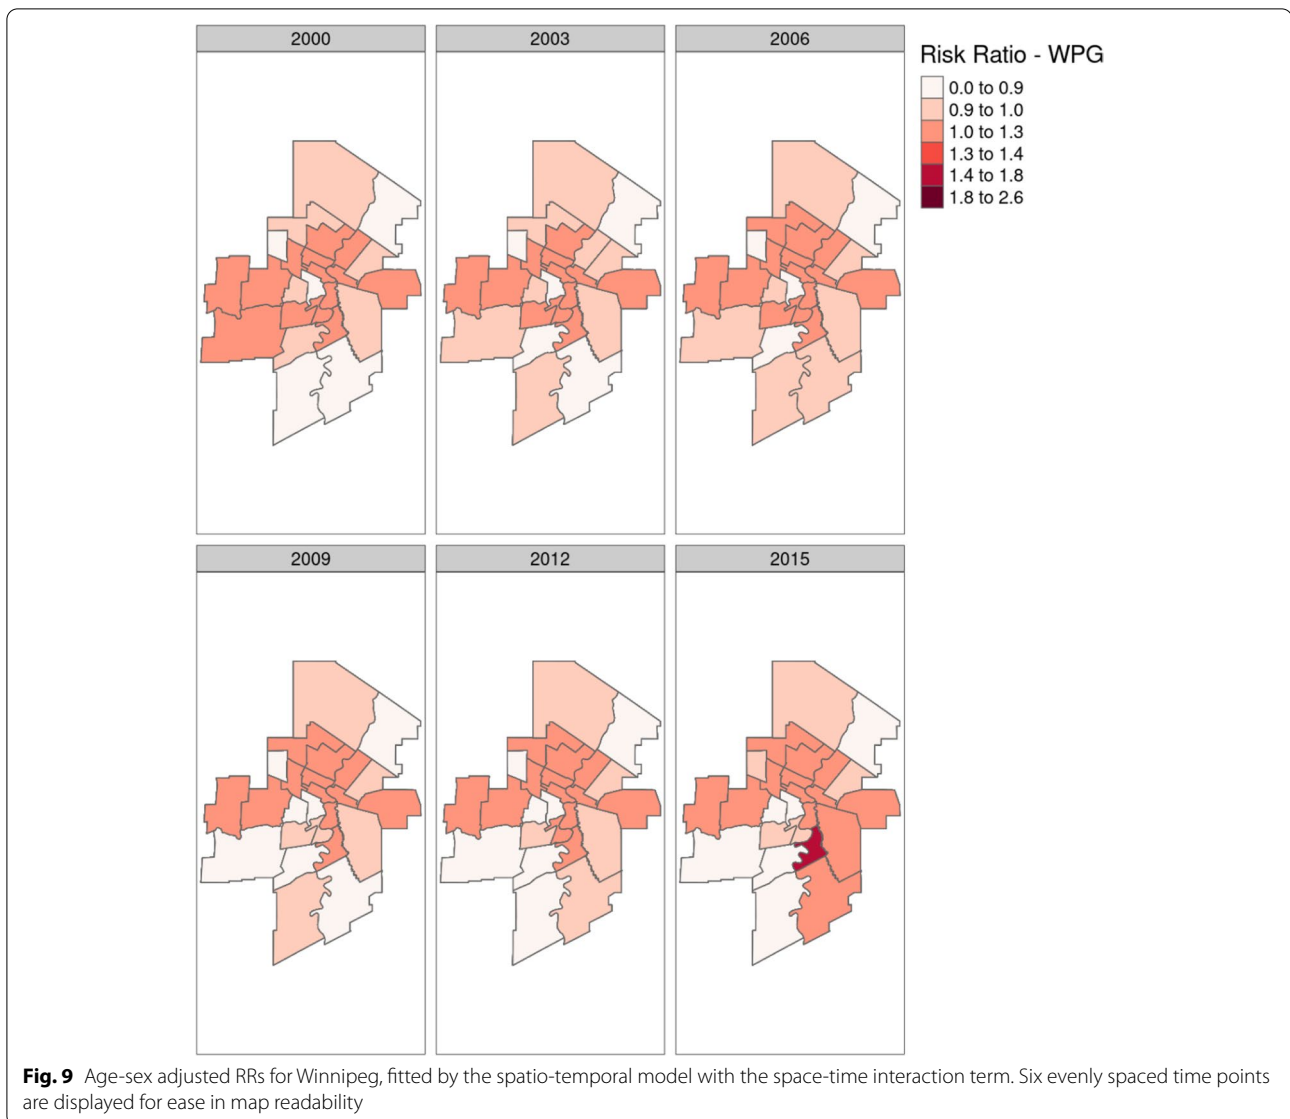 2000
2003
2006
Risk Ratio - WPG
0.0 to 0.9
0.9 to 1.0
1.0 to 1.3
1.3 to 1.4
1.4 to 1.8
1.8 to 2.6
2009
2012
2015
Fig. 9 Age-sex adjusted RRs for Winnipeg, fitted by the spatio-temporal model with the space-time interaction term. Six evenly spaced time points
are displayed for ease in map readability